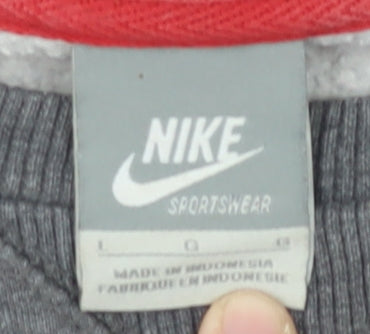 NIKE
SPORTSWEAR
L G G
MADE IN INDONESIA
FABRIQUE EN INDONESIE